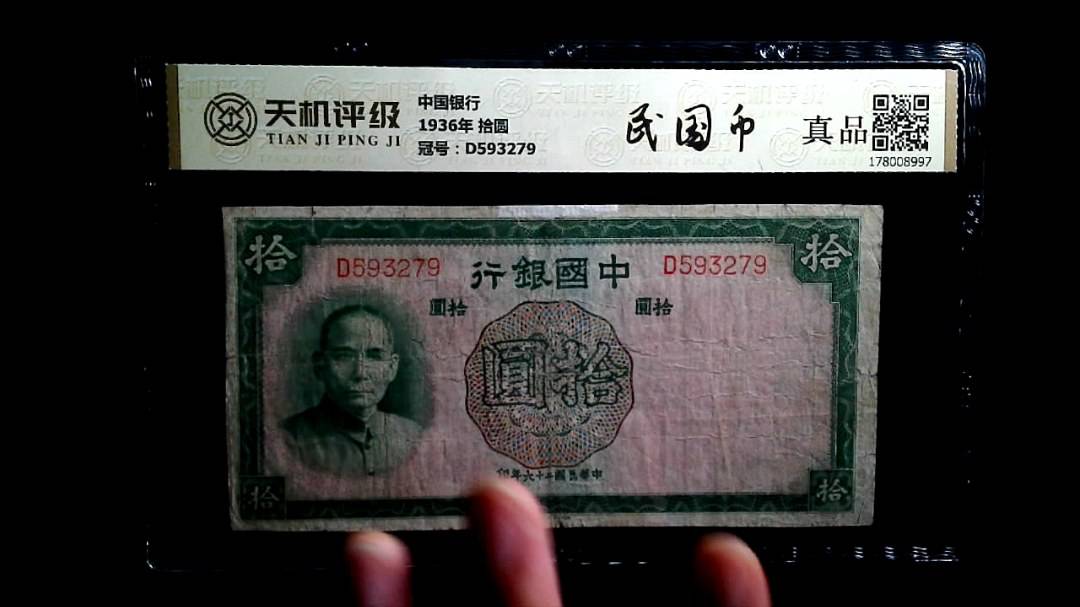 天机评级
TIAN JI PING JI
中国银行
1936年 拾圆
冠号：D593279
民国币
真品
178008997
拾
拾
D593279
行銀國中
D593279
圓拾
圓拾
圓拾
印年六十二國民華中
拾
拾